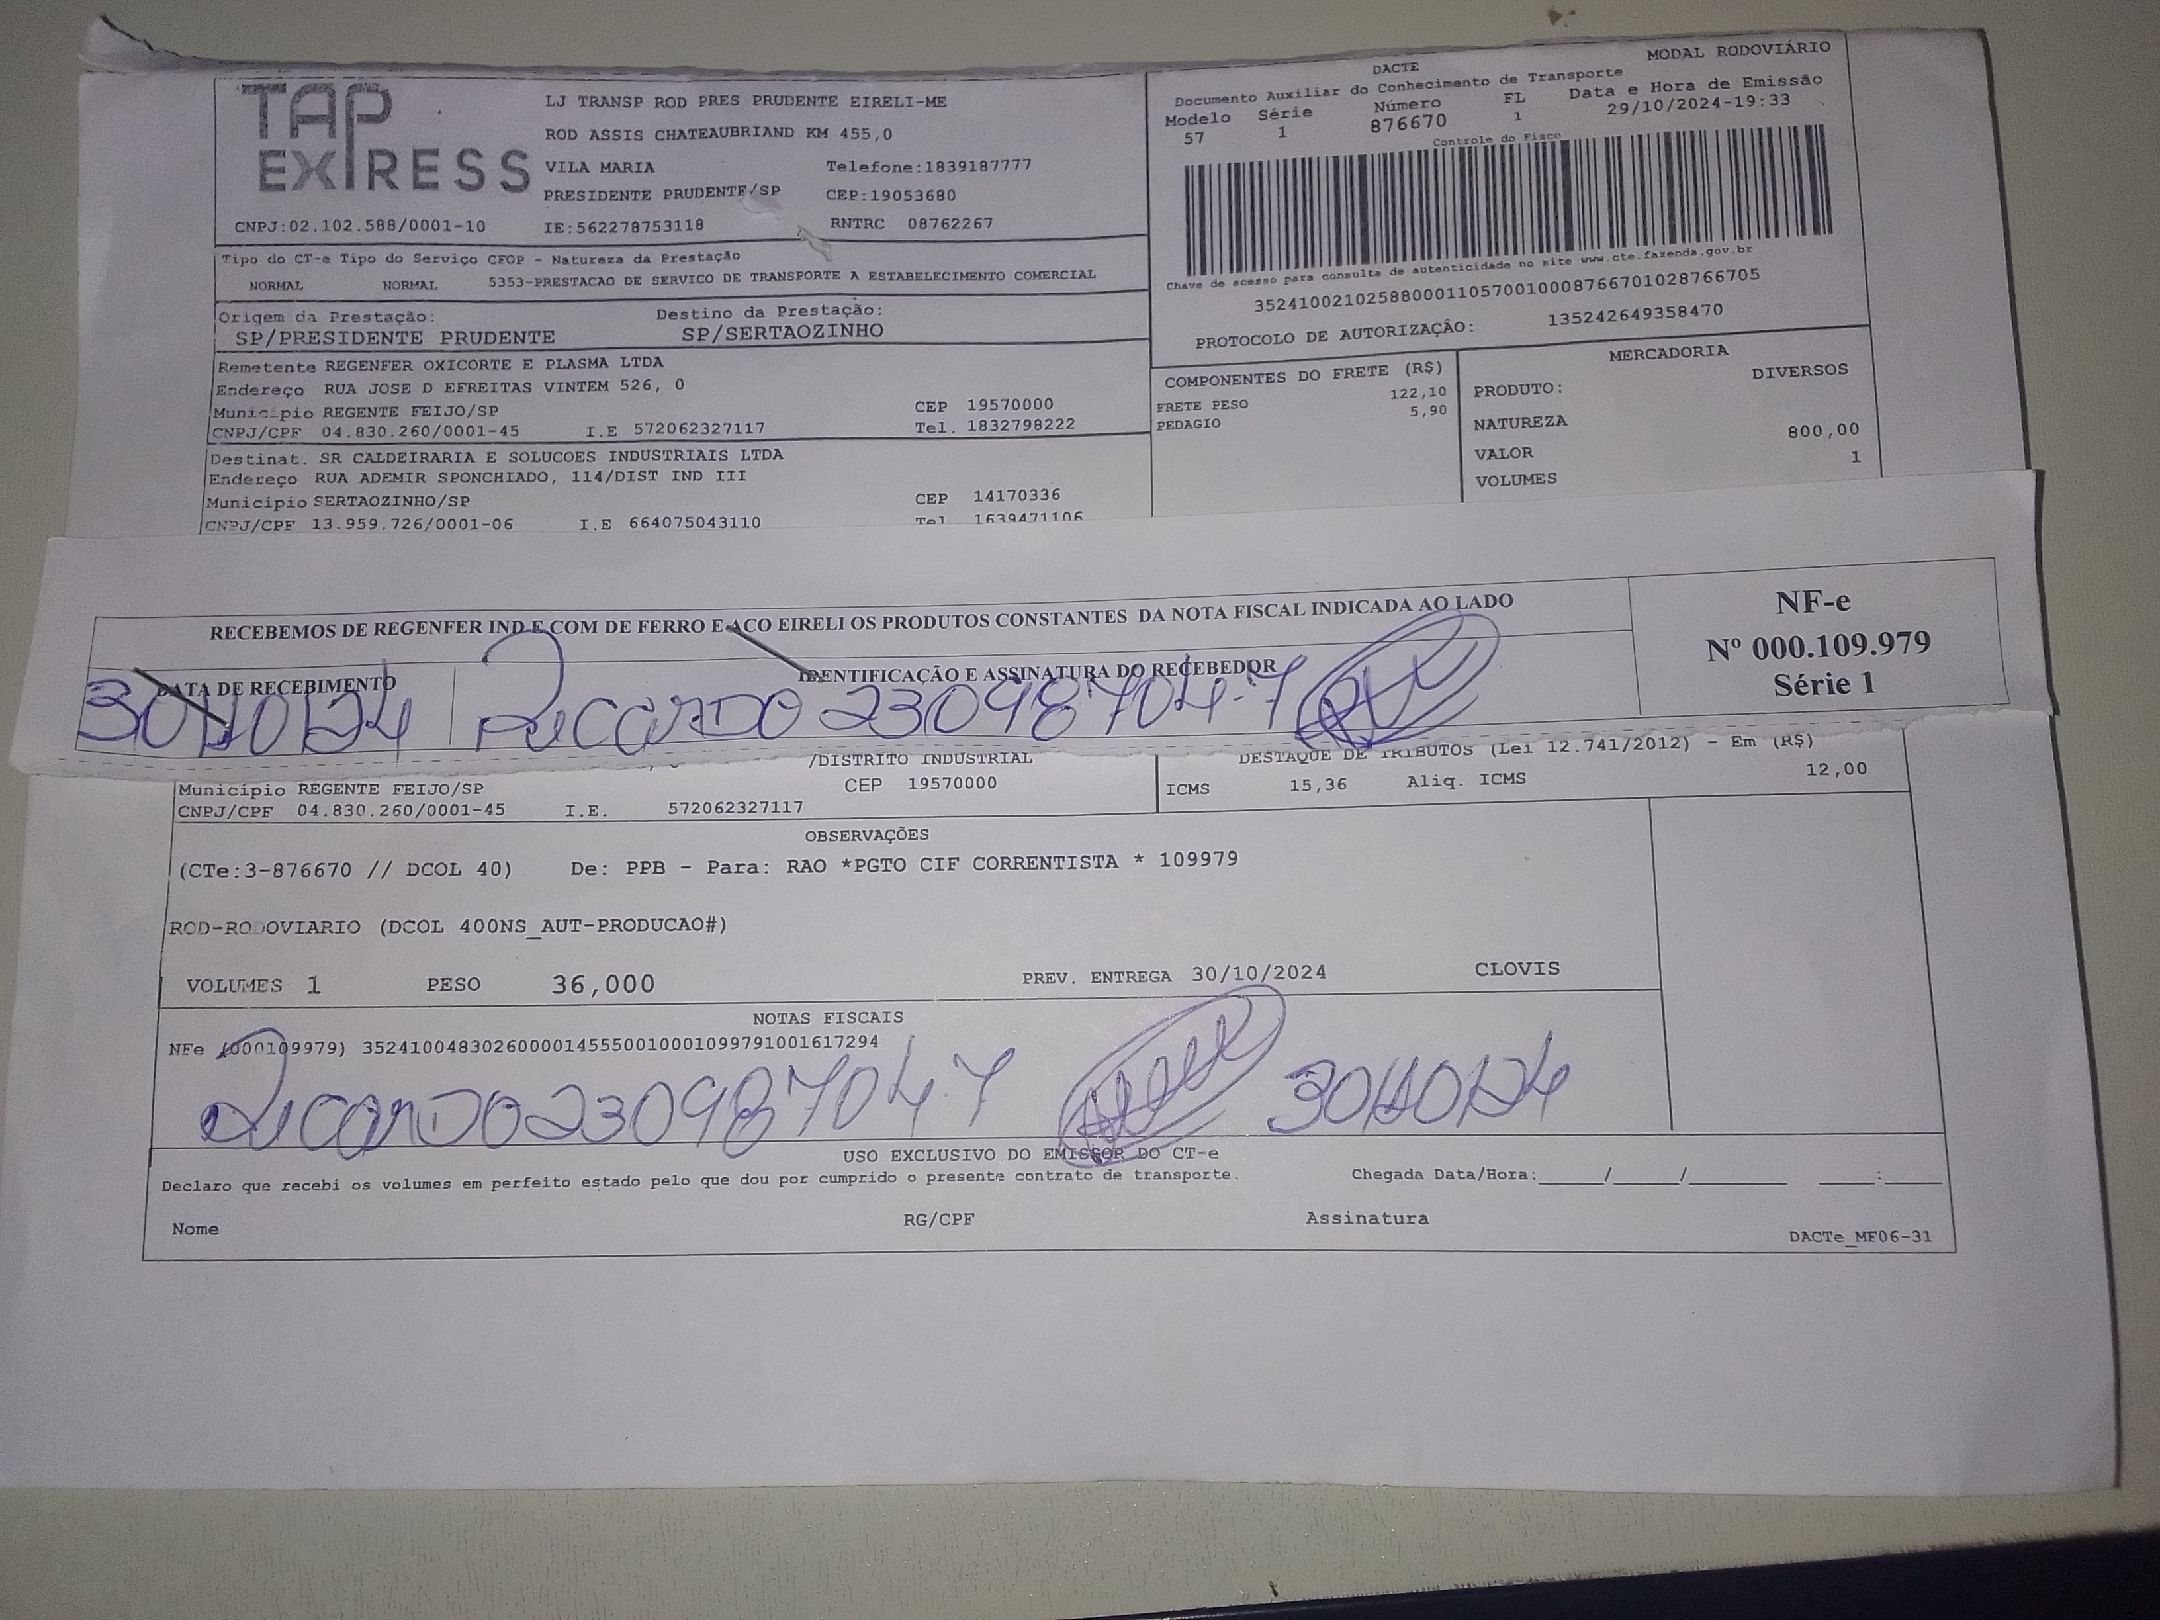 TAP EXPRESS
LJ TRANSP ROD PRES PRUDENTE EIRELI-ME
ROD ASSIS CHATEAUBRIAND KM 455,0
VILA MARIA Telefone:1839187777
PRESIDENTE PRUDENTE/SP CEP:19053680
CNPJ:02.102.588/0001-10 IE:562278753118 RNTRC 08762267
DACTE MODAL RODOVIÁRIO
Documento Auxiliar do Conhecimento de Transporte
Modelo Série Número FL Data e Hora de Emissão
57 1 876670 1 29/10/2024-19:33
Controle do Fisco
Chave de acesso para consulta de autenticidade no site www.cte.fazenda.gov.br
35241002102588000110570010008766701028766705
PROTOCOLO DE AUTORIZAÇÃO: 135242649358470
Tipo do CT-e Tipo do Serviço CFOP - Natureza da Prestação
NORMAL NORMAL 5353-PRESTACAO DE SERVICO DE TRANSPORTE A ESTABELECIMENTO COMERCIAL
Origem da Prestação: Destino da Prestação:
SP/PRESIDENTE PRUDENTE SP/SERTAOZINHO
Remetente REGENFER OXICORTE E PLASMA LTDA
Endereço RUA JOSE D EFREITAS VINTEM 526, 0
Município REGENTE FEIJO/SP CEP 19570000
CNPJ/CPF 04.830.260/0001-45 I.E 572062327117 Tel. 1832798222
COMPONENTES DO FRETE (R$)
FRETE PESO 122,10
PEDAGIO 5,90
MERCADORIA
PRODUTO: DIVERSOS
NATUREZA
VALOR 800,00
VOLUMES 1
Destinat. SR CALDEIRARIA E SOLUCOES INDUSTRIAIS LTDA
Endereço RUA ADEMIR SPONCHIADO, 114/DIST IND III
Município SERTAOZINHO/SP CEP 14170336
CNPJ/CPF 13.959.726/0001-06 I.E 664075043110 Tel 1639471106
RECEBEMOS DE REGENFER IND E COM DE FERRO E ACO EIRELI OS PRODUTOS CONSTANTES DA NOTA FISCAL INDICADA AO LADO
DATA DE RECEBIMENTO IDENTIFICAÇÃO E ASSINATURA DO RECEBEDOR
30/10/24 Ricardo 23098704-7
NF-e
Nº 000.109.979
Série 1
/DISTRITO INDUSTRIAL
Município REGENTE FEIJO/SP CEP 19570000
CNPJ/CPF 04.830.260/0001-45 I.E. 572062327117
DESTAQUE DE TRIBUTOS (Lei 12.741/2012) - Em (R$)
ICMS 15,36 Aliq. ICMS 12,00
OBSERVAÇÕES
(CTe:3-876670 // DCOL 40) De: PPB - Para: RAO *PGTO CIF CORRENTISTA * 109979
ROD-RODOVIARIO (DCOL 400NS_AUT-PRODUCAO#)
VOLUMES 1 PESO 36,000 PREV. ENTREGA 30/10/2024 CLOVIS
NOTAS FISCAIS
NFe (000109979) 35241004830260000145550010001099791001617294
Ricardo 23098704-7 30/10/24
USO EXCLUSIVO DO EMISSOR DO CT-e
Declaro que recebi os volumes em perfeito estado pelo que dou por cumprido o presente contrato de transporte. Chegada Data/Hora:_____/_____/_______ ____:____
Nome RG/CPF Assinatura
DACTe_MF06-31